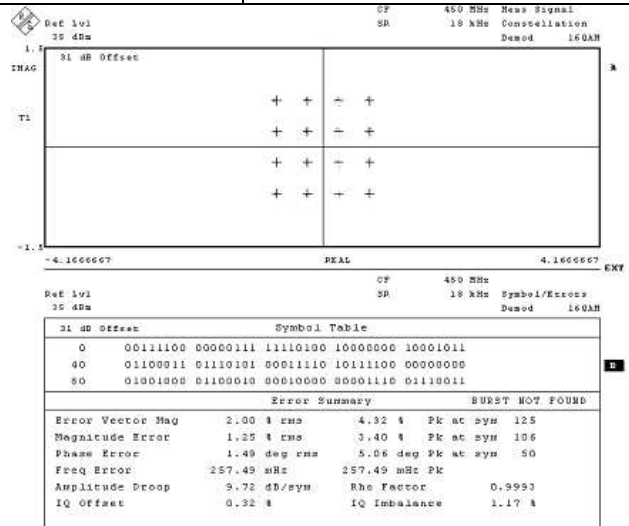 CF 450 MHz Meas Signal
Ref Lvl SR 18 kHz Constellation
35 dBm Demod 16QAM
1.5
31 dB Offset
IMAG A
T1
-1.5
-4.1666667 REAL 4.1666667
EXT
CF 450 MHz
Ref Lvl SR 18 kHz Symbol/Errors
35 dBm Demod 16QAM
31 dB Offset Symbol Table
0 00111100 00000111 11110100 10000000 10001011
40 01100011 01110101 00011110 10111100 00000000
80 01001000 01100010 00010000 00001110 01110011
B
Error Summary BURST NOT FOUND
Error Vector Mag 2.00 % rms 4.32 % Pk at sym 125
Magnitude Error 1.25 % rms 3.40 % Pk at sym 106
Phase Error 1.49 deg rms 5.06 deg Pk at sym 50
Freq Error 257.49 mHz 257.49 mHz Pk
Amplitude Droop 9.72 dB/sym Rho Factor 0.9993
IQ Offset 0.32 % IQ Imbalance 1.17 %